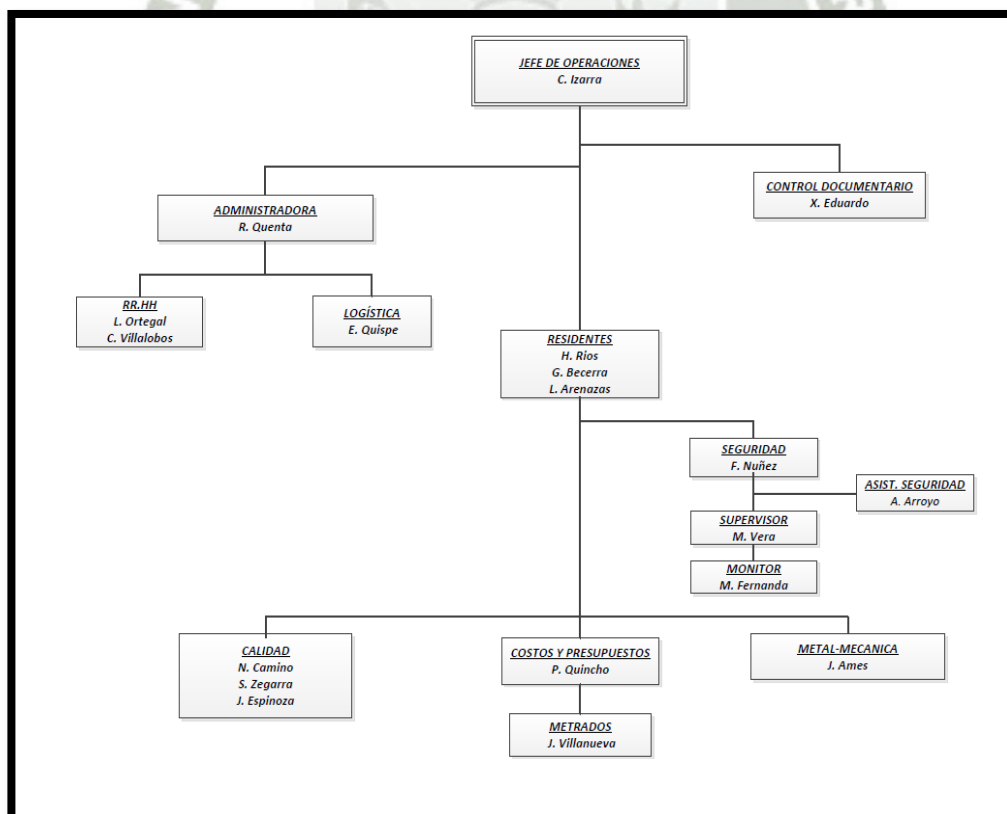 JEFE DE OPERACIONES
C. Izarra
CONTROL DOCUMENTARIO
X. Eduardo
ADMINISTRADORA
R. Quenta
RR.HH
L. Ortegal
C. Villalobos
LOGÍSTICA
E. Quispe
RESIDENTES
H. Rios
G. Becerra
L. Arenazas
SEGURIDAD
F. Nuñez
ASIST. SEGURIDAD
A. Arroyo
SUPERVISOR
M. Vera
MONITOR
M. Fernanda
CALIDAD
N. Camino
S. Zegarra
J. Espinoza
COSTOS Y PRESUPUESTOS
P. Quincho
METAL-MECANICA
J. Ames
METRADOS
J. Villanueva